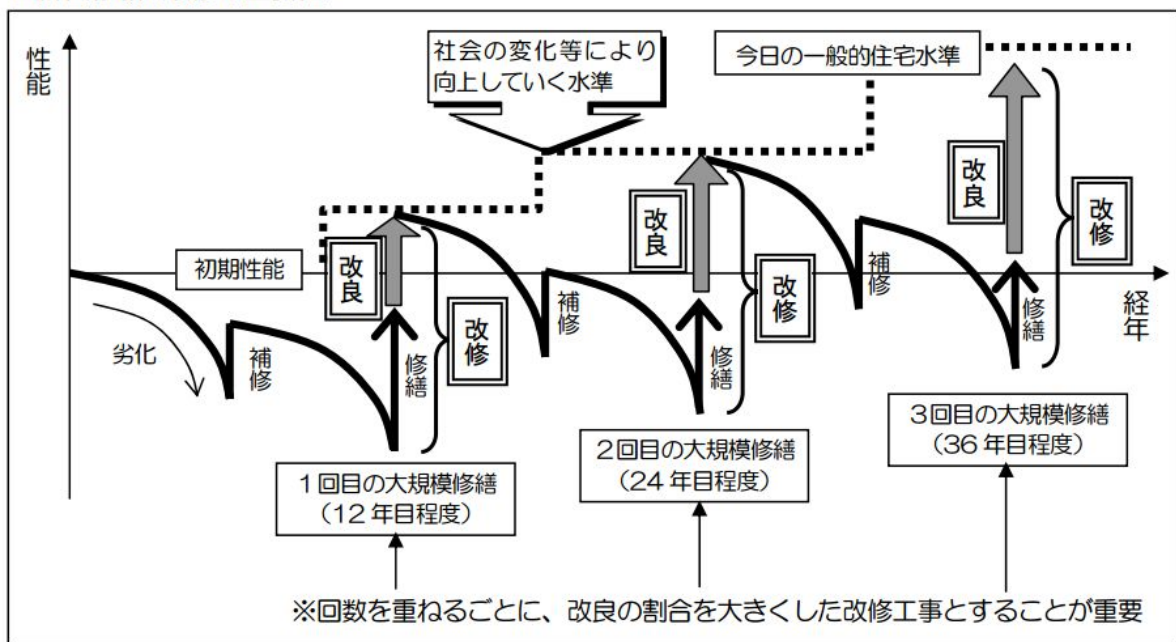 性能
社会の変化等により
向上していく水準
今日の一般的住宅水準
初期性能
劣化
補修
改良
修繕
改修
補修
改良
修繕
改修
補修
改良
修繕
改修
経年
1回目の大規模修繕
(12年目程度)
2回目の大規模修繕
(24年目程度)
3回目の大規模修繕
(36年目程度)
※回数を重ねるごとに、改良の割合を大きくした改修工事とすることが重要